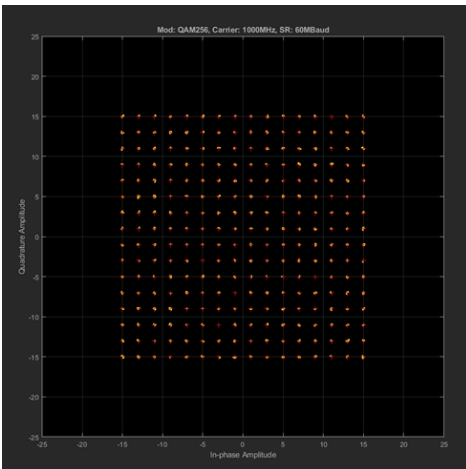 Mod: QAM256, Carrier: 1000MHz, SR: 60MBaud
25
20
15
10
5
0
-5
-10
-15
-20
-25
Quadrature Amplitude
-25 -20 -15 -10 -5 0 5 10 15 20 25
In-phase Amplitude